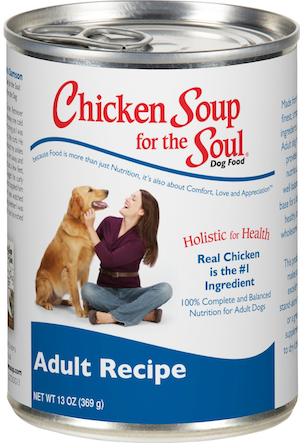 Chicken Soup
for the Soul®
Dog Food
because Food is more than just Nutrition, it's also about Comfort, Love and Appreciation™
Holistic for Health
Real Chicken
is the #1
Ingredient
100% Complete and Balanced
Nutrition for Adult Dogs
Adult Recipe
NET WT 13 OZ (369 g)